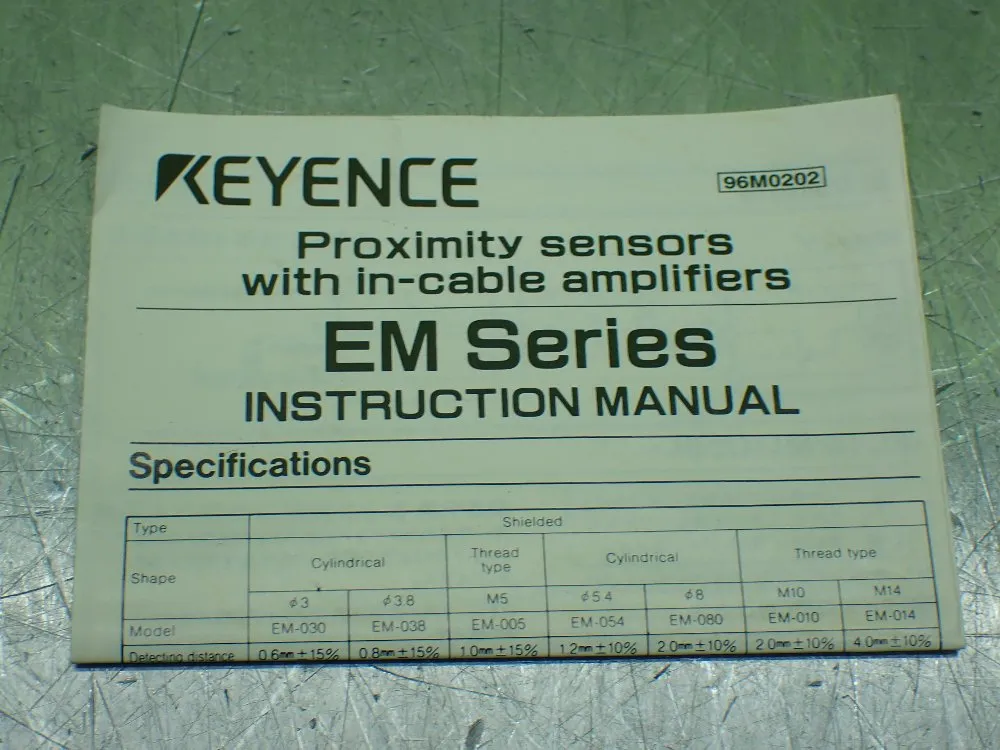 KEYENCE
96M0202
Proximity sensors
with in-cable amplifiers
EM Series
INSTRUCTION MANUAL
Specifications
Type Shielded
Shape Cylindrical Thread type Cylindrical Thread type
φ3 φ3.8 M5 φ5.4 φ8 M10 M14
Model EM-030 EM-038 EM-005 EM-054 EM-080 EM-010 EM-014
Detecting distance 0.6mm±15% 0.8mm±15% 1.0mm±15% 1.2mm±10% 2.0mm±10% 2.0mm±10% 4.0mm±10%